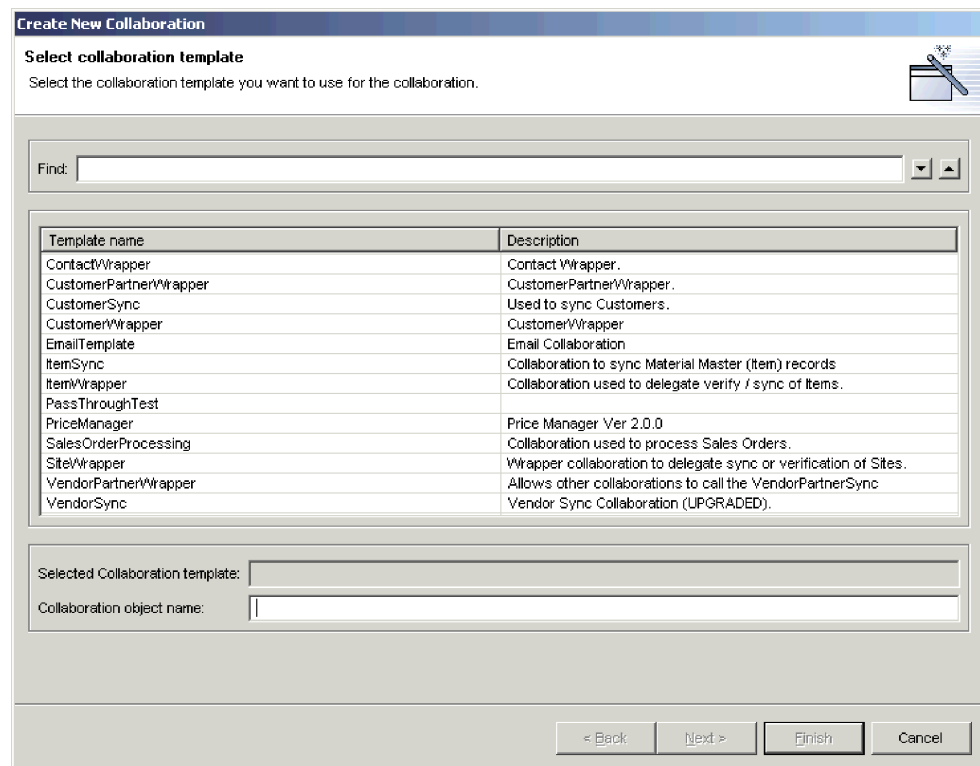 Create New Collaboration
Select collaboration template
Select the collaboration template you want to use for the collaboration.
Find:
Template name Description
ContactWrapper Contact Wrapper.
CustomerPartnerWrapper CustomerPartnerWrapper.
CustomerSync Used to sync Customers.
CustomerWrapper CustomerWrapper
EmailTemplate Email Collaboration
ItemSync Collaboration to sync Material Master (Item) records
ItemWrapper Collaboration used to delegate verify / sync of Items.
PassThroughTest
PriceManager Price Manager Ver 2.0.0
SalesOrderProcessing Collaboration used to process Sales Orders.
SiteWrapper Wrapper collaboration to delegate sync or verification of Sites.
VendorPartnerWrapper Allows other collaborations to call the VendorPartnerSync
VendorSync Vendor Sync Collaboration (UPGRADED).
Selected Collaboration template:
Collaboration object name:
< Back Next > Finish Cancel